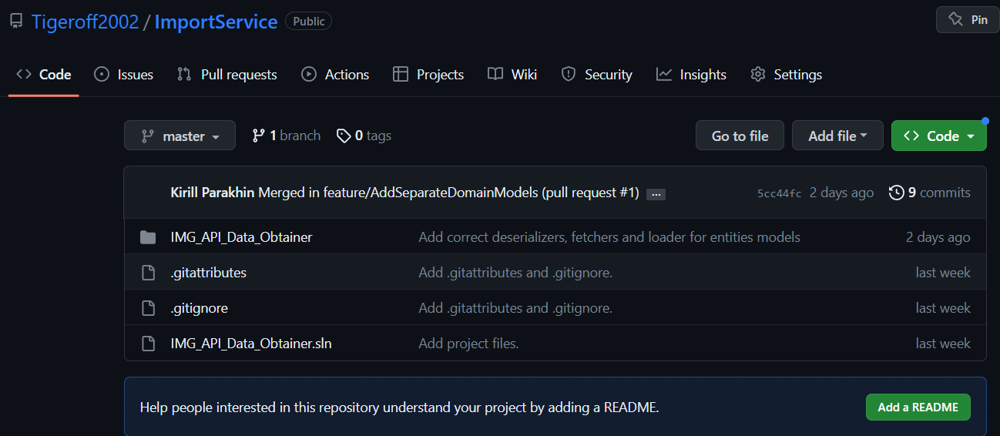 Tigeroff2002 / ImportService Public Pin
Code Issues Pull requests Actions Projects Wiki Security Insights Settings
master 1 branch 0 tags Go to file Add file Code
Kirill Parakhin Merged in feature/AddSeparateDomainModels (pull request #1) ... 5cc44fc 2 days ago 9 commits
IMG_API_Data_Obtainer Add correct deserializers, fetchers and loader for entities models 2 days ago
.gitattributes Add .gitattributes and .gitignore. last week
.gitignore Add .gitattributes and .gitignore. last week
IMG_API_Data_Obtainer.sln Add project files. last week
Help people interested in this repository understand your project by adding a README. Add a README